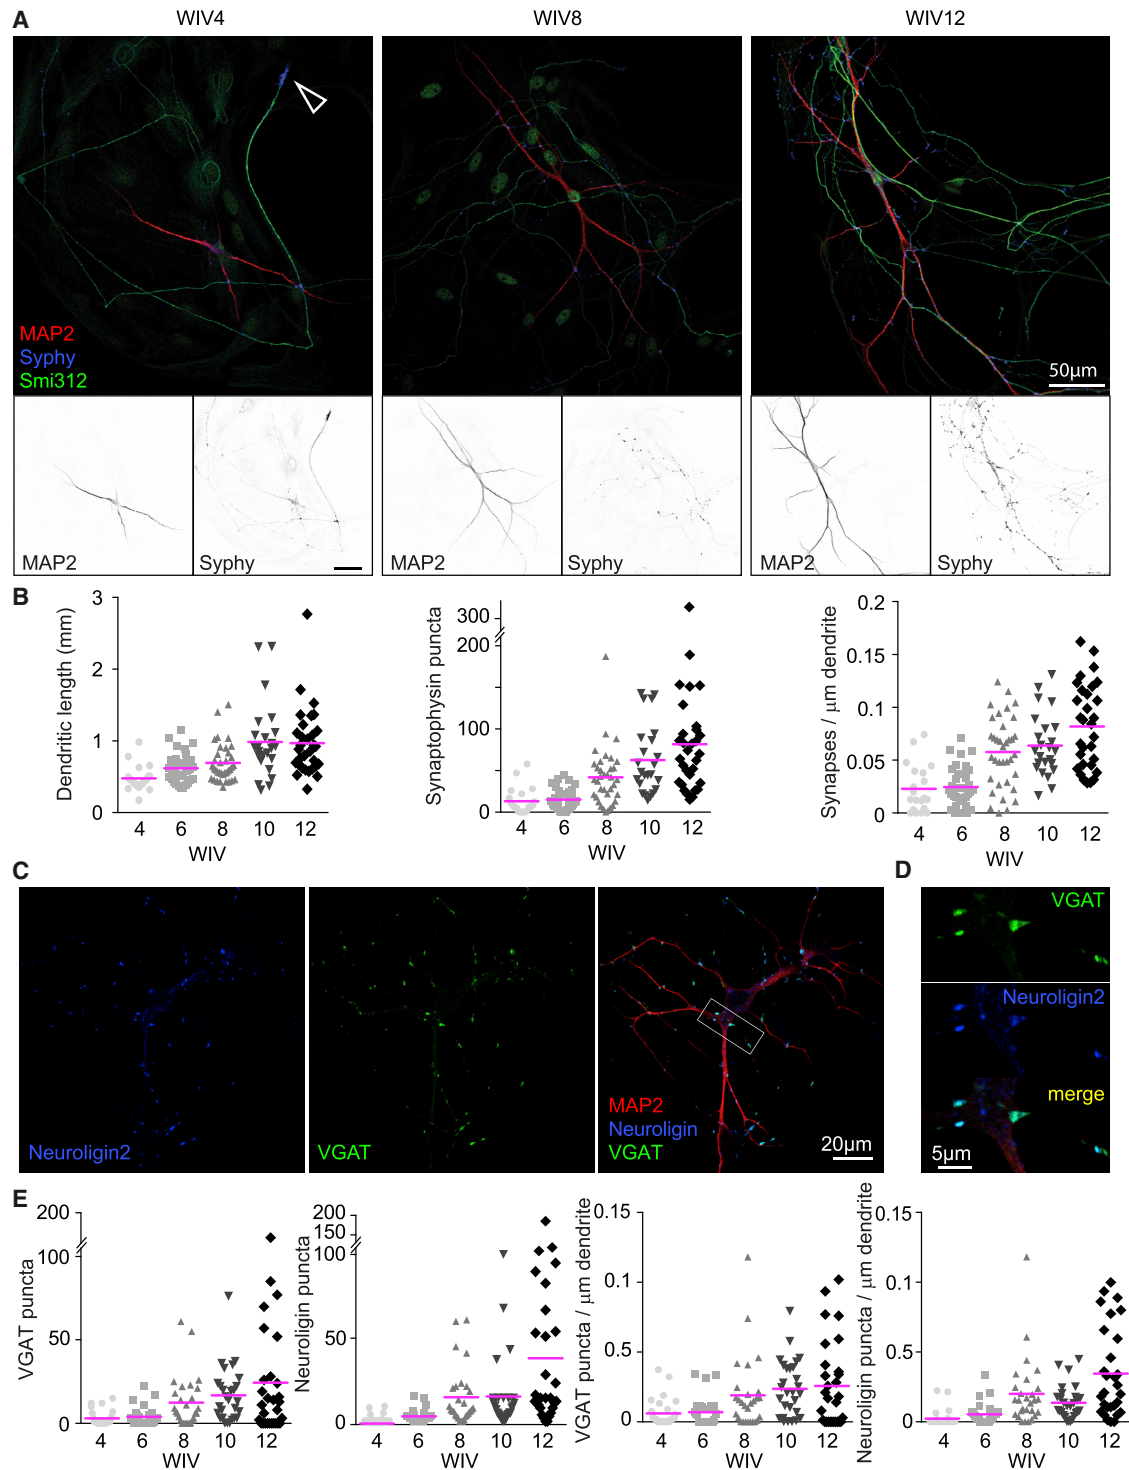 A
WIV4
WIV8
WIV12
MAP2
Syphy
Smi312
50µm
MAP2
Syphy
MAP2
Syphy
MAP2
Syphy
B
Dendritic length (mm)
3
2
1
0
4 6 8 10 12
WIV
Synaptophysin puncta
300
200
100
0
4 6 8 10 12
WIV
Synapses / µm dendrite
0.2
0.15
0.1
0.05
0
4 6 8 10 12
WIV
C
Neuroligin2
VGAT
MAP2
Neuroligin
VGAT
20µm
D
VGAT
Neuroligin2
merge
5µm
E
VGAT puncta
200
100
50
0
4 6 8 10 12
WIV
Neuroligin puncta
200
150
100
50
0
4 6 8 10 12
WIV
VGAT puncta / µm dendrite
0.15
0.1
0.5
0
4 6 8 10 12
WIV
Neuroligin puncta / µm dendrite
0.15
0.1
0.5
0
4 6 8 10 12
WIV